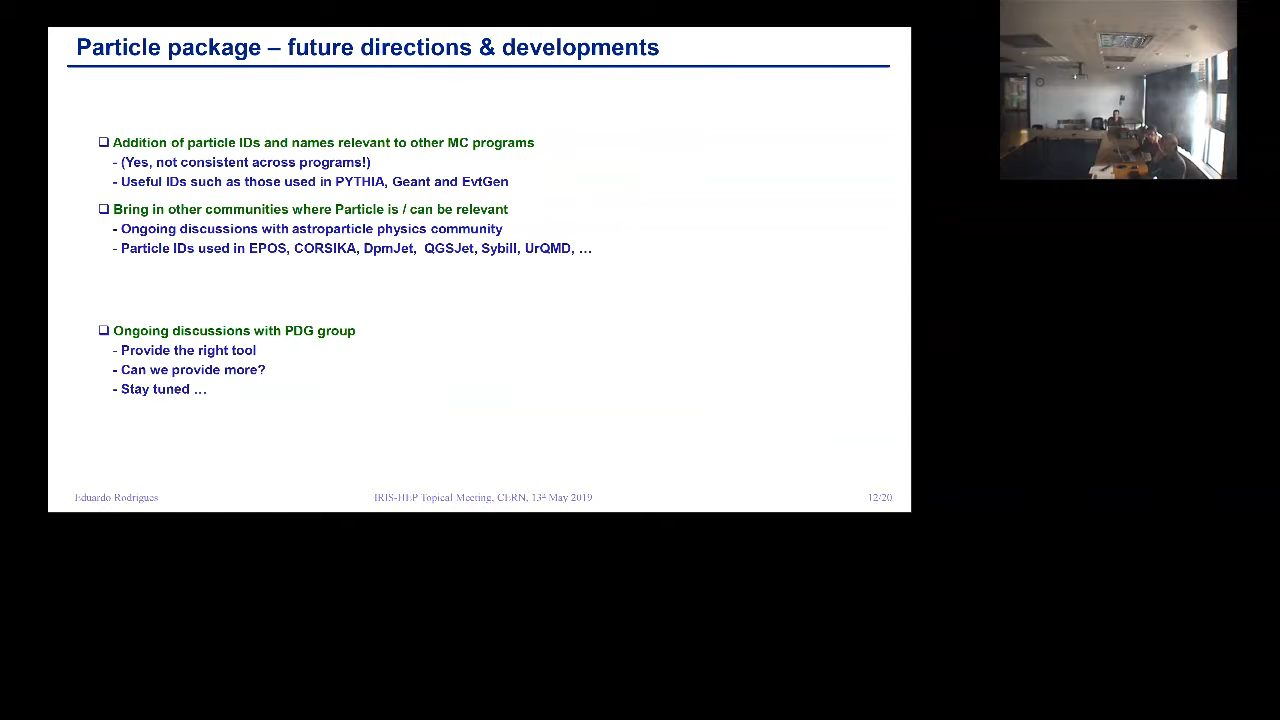 Particle package – future directions & developments
❑ Addition of particle IDs and names relevant to other MC programs
- (Yes, not consistent across programs!)
- Useful IDs such as those used in PYTHIA, Geant and EvtGen
❑ Bring in other communities where Particle is / can be relevant
- Ongoing discussions with astroparticle physics community
- Particle IDs used in EPOS, CORSIKA, DpmJet, QGSJet, Sybill, UrQMD, …
❑ Ongoing discussions with PDG group
- Provide the right tool
- Can we provide more?
- Stay tuned …
Eduardo Rodrigues IRIS-HEP Topical Meeting, CERN, 13th May 2019 12/20